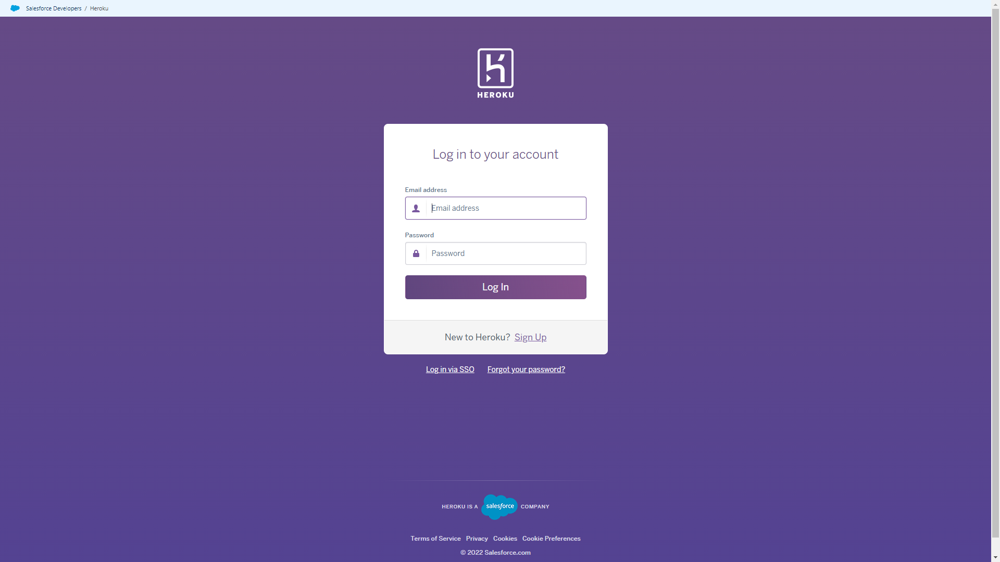 Salesforce Developers / Heroku
HEROKU
Log in to your account
Email address
Email address
Password
Password
Log In
New to Heroku? Sign Up
Log in via SSO Forgot your password?
HEROKU IS A salesforce COMPANY
Terms of Service Privacy Cookies Cookie Preferences
© 2022 Salesforce.com